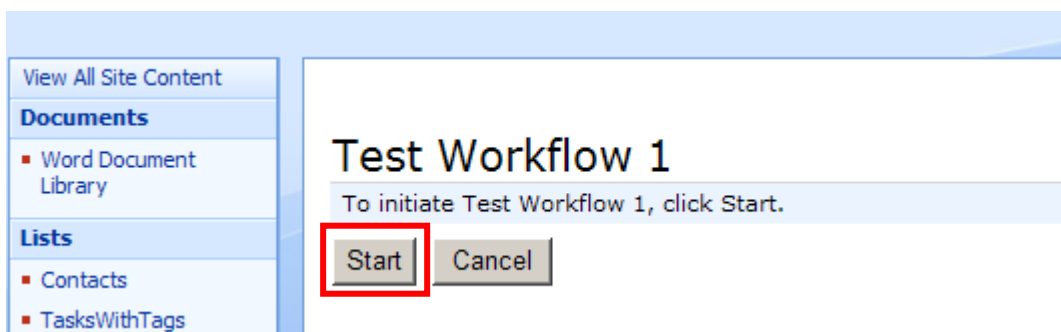 View All Site Content
Documents
Word Document
Library
Lists
Contacts
TasksWithTags
Test Workflow 1
To initiate Test Workflow 1, click Start.
Start Cancel